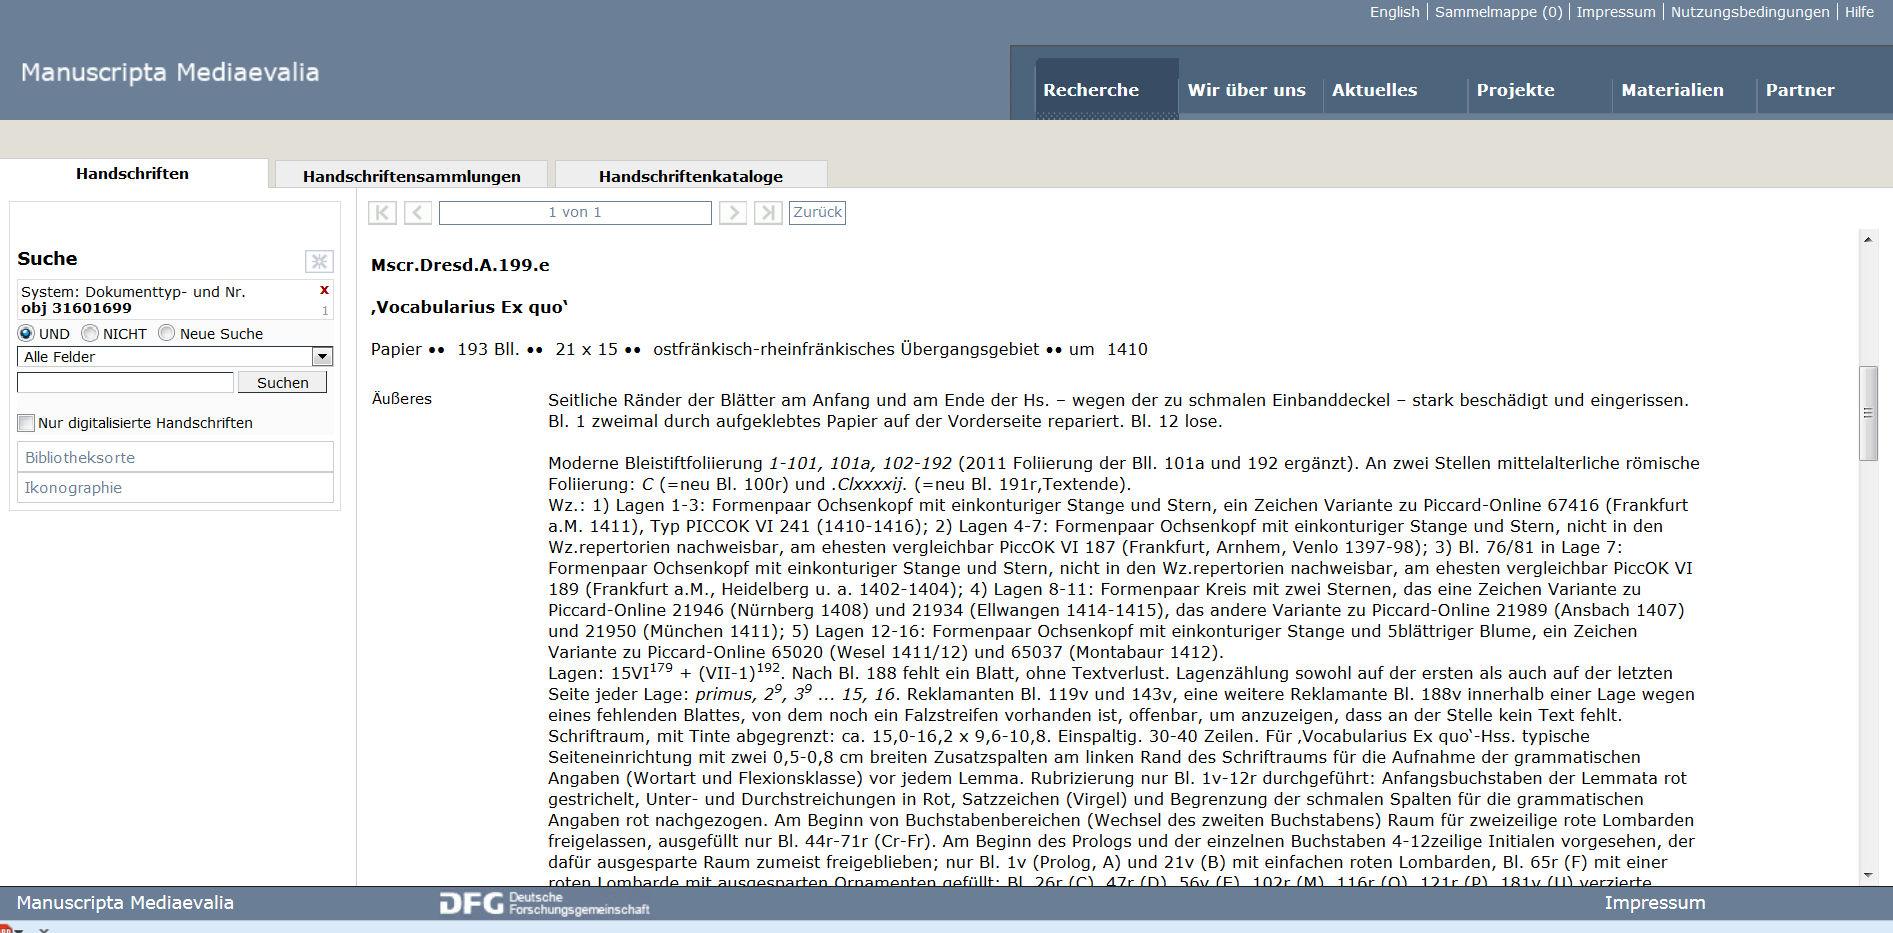 English | Sammelmappe (0) | Impressum | Nutzungsbedingungen | Hilfe
Manuscripta Mediaevalia
Recherche Wir über uns Aktuelles Projekte Materialien Partner
Handschriften Handschriftensammlungen Handschriftenkataloge
1 von 1 Zurück
Suche
System: Dokumenttyp- und Nr. x
obj 31601699 1
UND NICHT Neue Suche
Alle Felder
Suchen
Nur digitalisierte Handschriften
Bibliotheksorte
Ikonographie
Mscr.Dresd.A.199.e
‚Vocabularius Ex quo‛
Papier •• 193 Bll. •• 21 x 15 •• ostfränkisch-rheinfränkisches Übergangsgebiet •• um 1410
Äußeres
Seitliche Ränder der Blätter am Anfang und am Ende der Hs. – wegen der zu schmalen Einbanddeckel – stark beschädigt und eingerissen.
Bl. 1 zweimal durch aufgeklebtes Papier auf der Vorderseite repariert. Bl. 12 lose.
Moderne Bleistiftfoliierung 1-101, 101a, 102-192 (2011 Foliierung der Bll. 101a und 192 ergänzt). An zwei Stellen mittelalterliche römische
Foliierung: C (=neu Bl. 100r) und .Clxxxxij. (=neu Bl. 191r,Textende).
Wz.: 1) Lagen 1-3: Formenpaar Ochsenkopf mit einkonturiger Stange und Stern, ein Zeichen Variante zu Piccard-Online 67416 (Frankfurt
a.M. 1411), Typ PICCOK VI 241 (1410-1416); 2) Lagen 4-7: Formenpaar Ochsenkopf mit einkonturiger Stange und Stern, nicht in den
Wz.repertorien nachweisbar, am ehesten vergleichbar PiccOK VI 187 (Frankfurt, Arnhem, Venlo 1397-98); 3) Bl. 76/81 in Lage 7:
Formenpaar Ochsenkopf mit einkonturiger Stange und Stern, nicht in den Wz.repertorien nachweisbar, am ehesten vergleichbar PiccOK VI
189 (Frankfurt a.M., Heidelberg u. a. 1402-1404); 4) Lagen 8-11: Formenpaar Kreis mit zwei Sternen, das eine Zeichen Variante zu
Piccard-Online 21946 (Nürnberg 1408) und 21934 (Ellwangen 1414-1415), das andere Variante zu Piccard-Online 21989 (Ansbach 1407)
und 21950 (München 1411); 5) Lagen 12-16: Formenpaar Ochsenkopf mit einkonturiger Stange und 5blättriger Blume, ein Zeichen
Variante zu Piccard-Online 65020 (Wesel 1411/12) und 65037 (Montabaur 1412).
Lagen: 15VI179 + (VII-1)192. Nach Bl. 188 fehlt ein Blatt, ohne Textverlust. Lagenzählung sowohl auf der ersten als auch auf der letzten
Seite jeder Lage: primus, 29, 39 ... 15, 16. Reklamanten Bl. 119v und 143v, eine weitere Reklamante Bl. 188v innerhalb einer Lage wegen
eines fehlenden Blattes, von dem noch ein Falzstreifen vorhanden ist, offenbar, um anzuzeigen, dass an der Stelle kein Text fehlt.
Schriftraum, mit Tinte abgegrenzt: ca. 15,0-16,2 x 9,6-10,8. Einspaltig. 30-40 Zeilen. Für ‚Vocabularius Ex quo‛-Hss. typische
Seiteneinrichtung mit zwei 0,5-0,8 cm breiten Zusatzspalten am linken Rand des Schriftraums für die Aufnahme der grammatischen
Angaben (Wortart und Flexionsklasse) vor jedem Lemma. Rubrizierung nur Bl. 1v-12r durchgeführt: Anfangsbuchstaben der Lemmata rot
gestrichelt, Unter- und Durchstreichungen in Rot, Satzzeichen (Virgel) und Begrenzung der schmalen Spalten für die grammatischen
Angaben rot nachgezogen. Am Beginn von Buchstabenbereichen (Wechsel des zweiten Buchstabens) Raum für zweizeilige rote Lombarden
freigelassen, ausgefüllt nur Bl. 44r-71r (Cr-Fr). Am Beginn des Prologs und der einzelnen Buchstaben 4-12zeilige Initialen vorgesehen, der
dafür ausgesparte Raum zumeist freigeblieben; nur Bl. 1v (Prolog, A) und 21v (B) mit einfachen roten Lombarden, Bl. 65r (F) mit einer
roten Lombarde mit ausgesparten Ornamenten gefüllt; Bl. 26r (C), 47r (D), 56v (E), 102r (M), 116r (O), 121r (P), 181v (U) verzierte
Manuscripta Mediaevalia DFG Deutsche Forschungsgemeinschaft Impressum